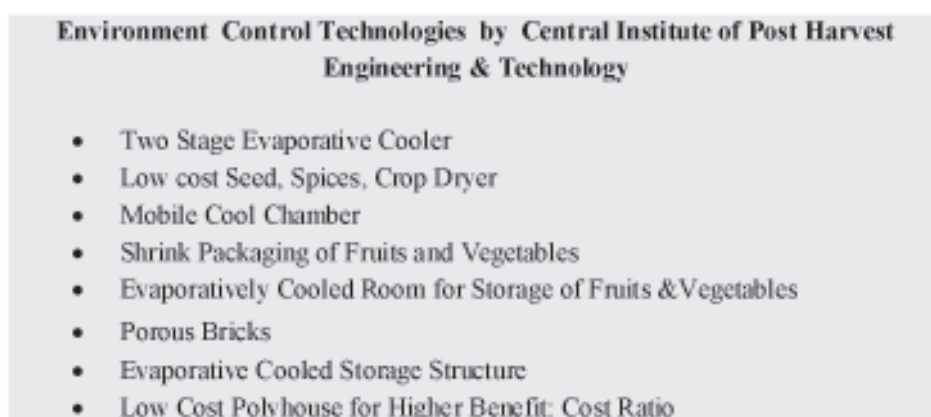 Environment Control Technologies by Central Institute of Post Harvest
Engineering & Technology
• Two Stage Evaporative Cooler
• Low cost Seed, Spices, Crop Dryer
• Mobile Cool Chamber
• Shrink Packaging of Fruits and Vegetables
• Evaporatively Cooled Room for Storage of Fruits &Vegetables
• Porous Bricks
• Evaporative Cooled Storage Structure
• Low Cost Polyhouse for Higher Benefit: Cost Ratio